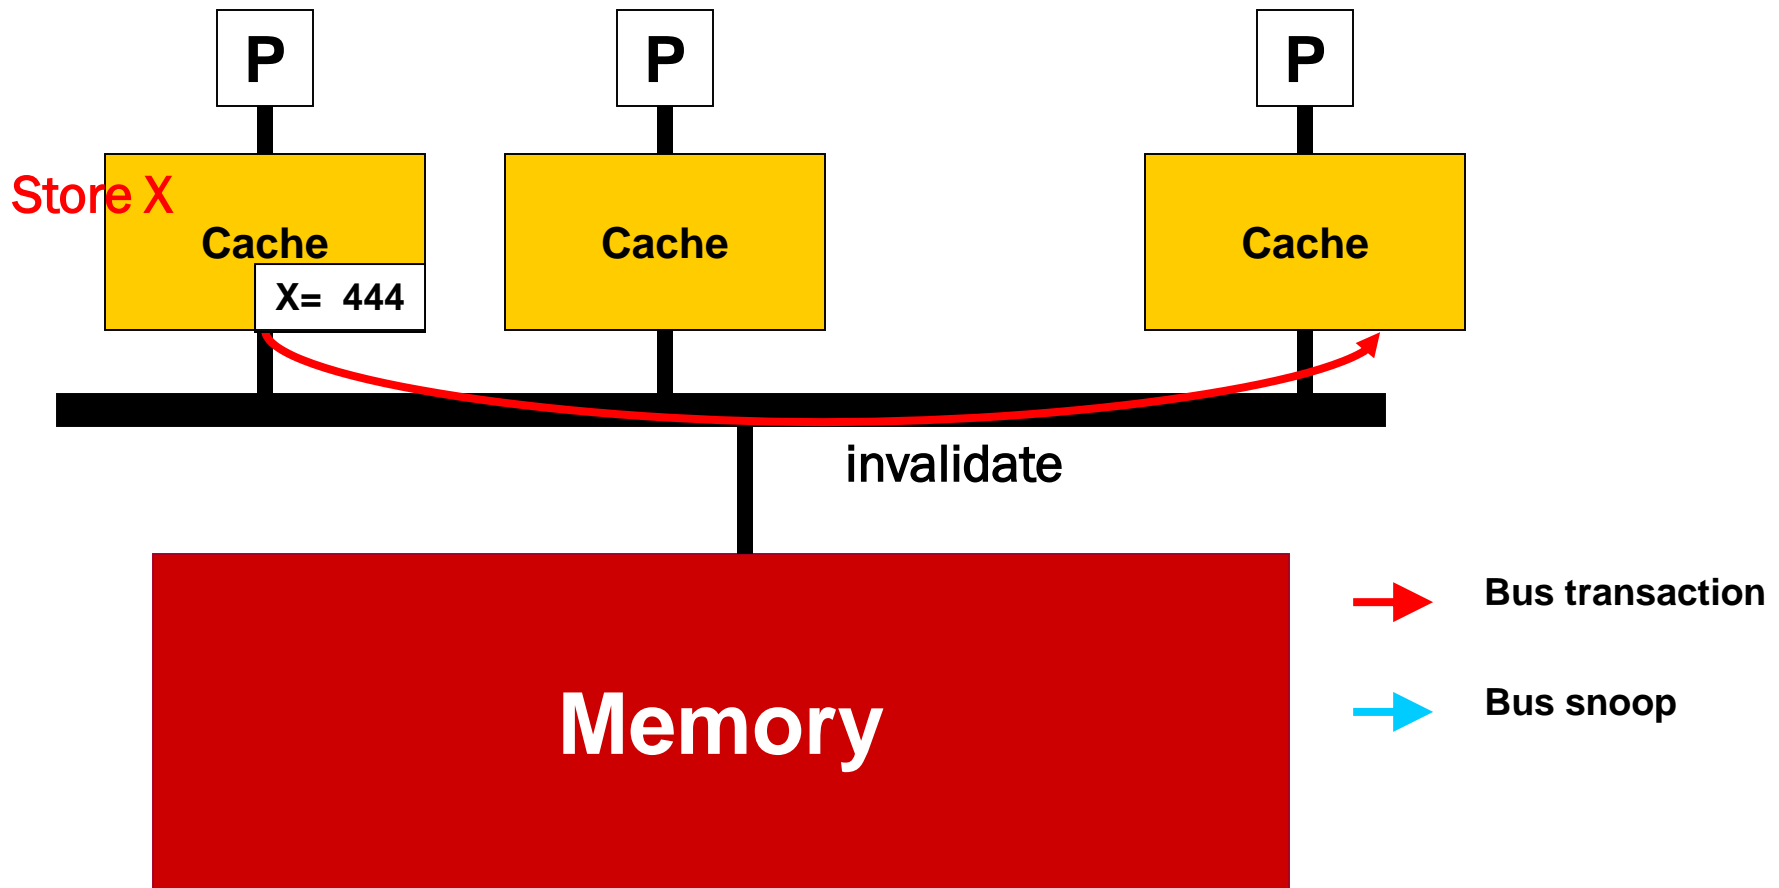 P
P
P
Store X
Cache
Cache
Cache
X= 444
invalidate
Bus transaction
Bus snoop
Memory